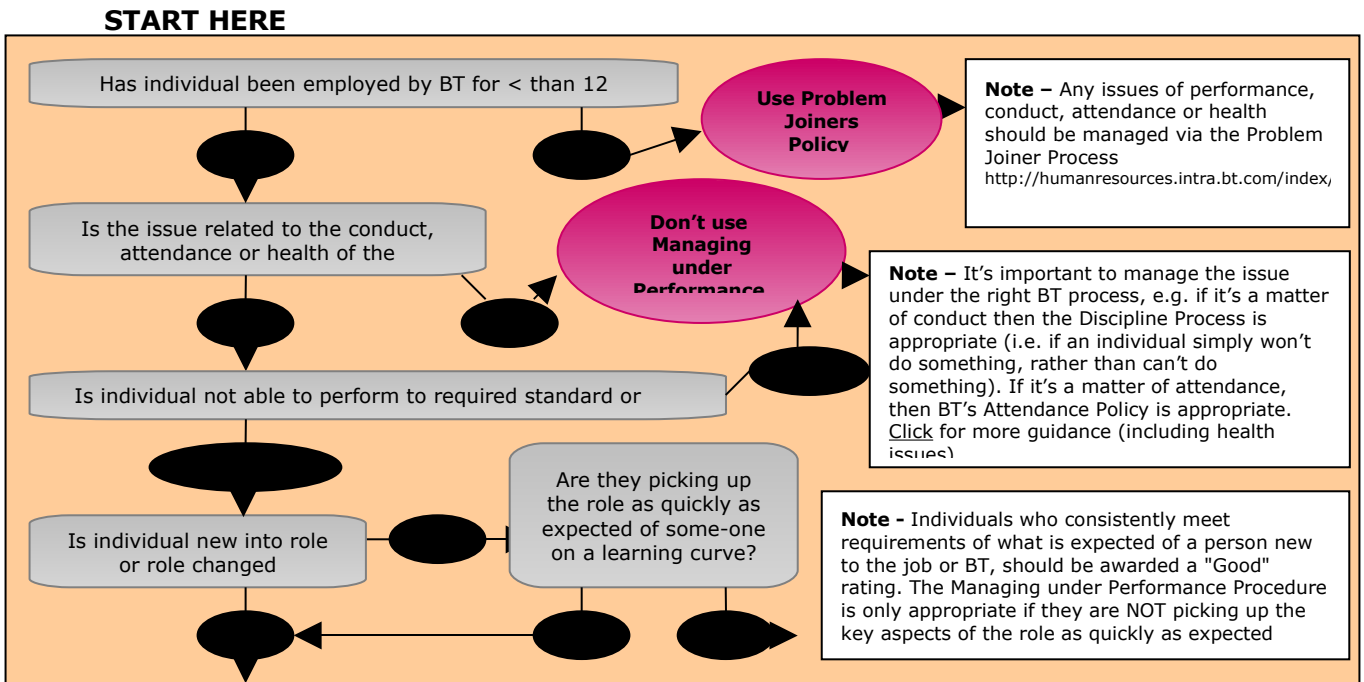 START HERE
Has individual been employed by BT for < than 12
Use Problem
Joiners
Policy
Note – Any issues of performance,
conduct, attendance or health
should be managed via the Problem
Joiner Process
http://humanresources.intra.bt.com/index/
Is the issue related to the conduct,
attendance or health of the
Don’t use
Managing
under
Performance
Note – It’s important to manage the issue
under the right BT process, e.g. if it’s a matter
of conduct then the Discipline Process is
appropriate (i.e. if an individual simply won’t
do something, rather than can’t do
something). If it’s a matter of attendance,
then BT’s Attendance Policy is appropriate.
Click for more guidance (including health
issues)
Is individual not able to perform to required standard or
Are they picking up
the role as quickly as
expected of some-one
on a learning curve?
Is individual new into role
or role changed
Note - Individuals who consistently meet
requirements of what is expected of a person new
to the job or BT, should be awarded a "Good"
rating. The Managing under Performance Procedure
is only appropriate if they are NOT picking up the
key aspects of the role as quickly as expected